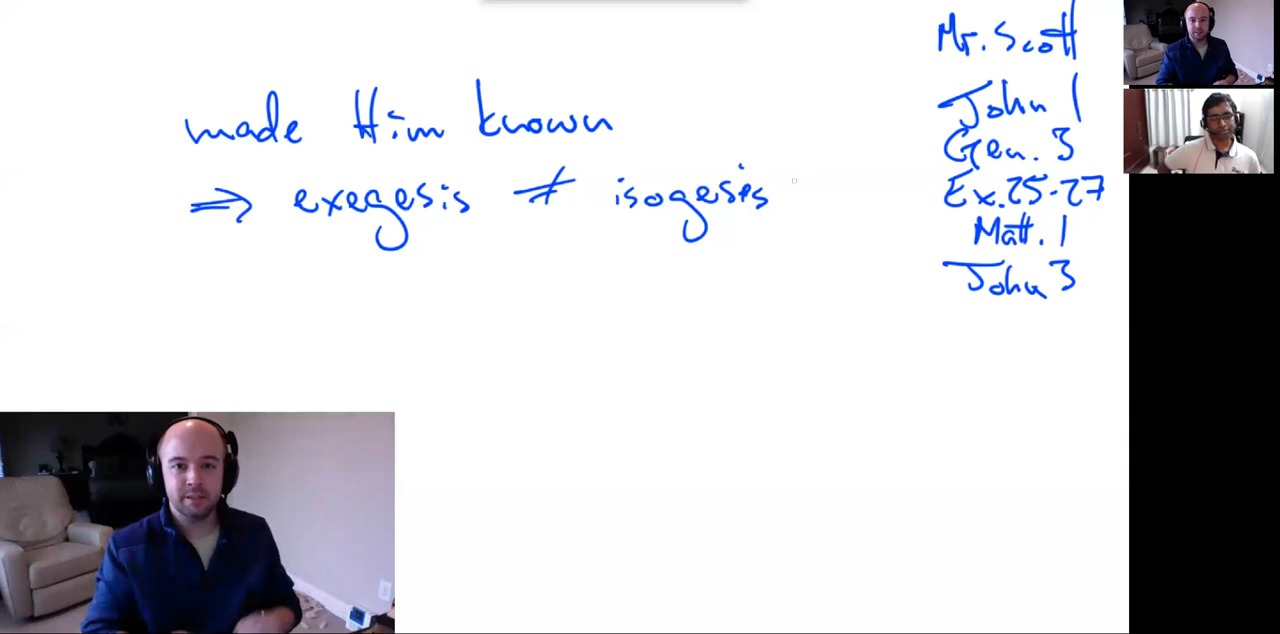 made Him known
⇒ exegesis ≠ isogesis
Mr. Scott
John 1
Gen. 3
Ex. 25-27
Matt. 1
John 3